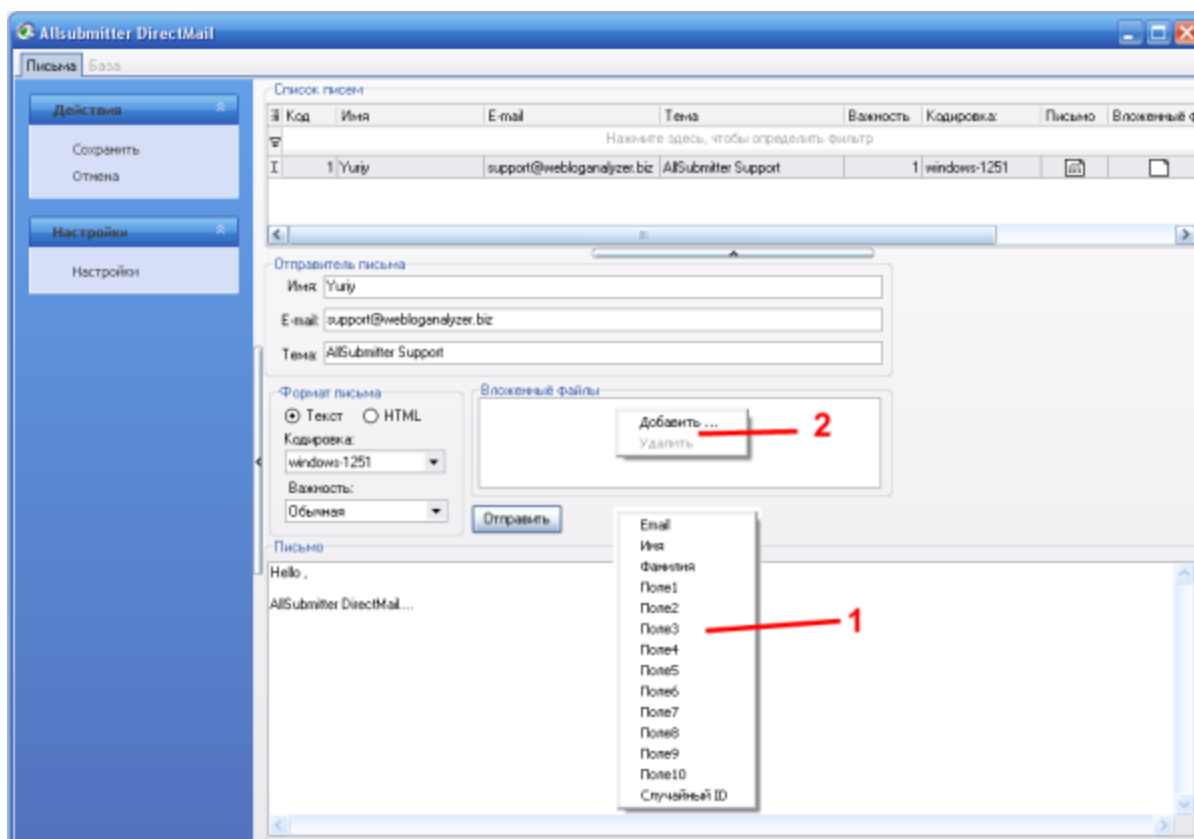 Allsubmitter DirectMail
Письма База
Действия
Сохранить
Отмена
Настройки
Настройки
Список писем
Код Имя E-mail Тема Важность Кодировка: Письмо Вложенные ф
Нажмите здесь, чтобы определить фильтр
1 Yuriy support@webloganalyzer.biz AllSubmitter Support 1 windows-1251
Отправитель письма
Имя: Yuriy
E-mail: support@webloganalyzer.biz
Тема: AllSubmitter Support
Формат письма
Текст HTML
Кодировка:
windows-1251
Важность:
Обычная
Вложенные файлы
Добавить ...
Удалить
2
Отправить
Письмо
Hello ,
AllSubmitter DirectMail...
Email
Имя
Фамилия
Поле1
Поле2
Поле3
1
Поле4
Поле5
Поле6
Поле7
Поле8
Поле9
Поле10
Случайный ID